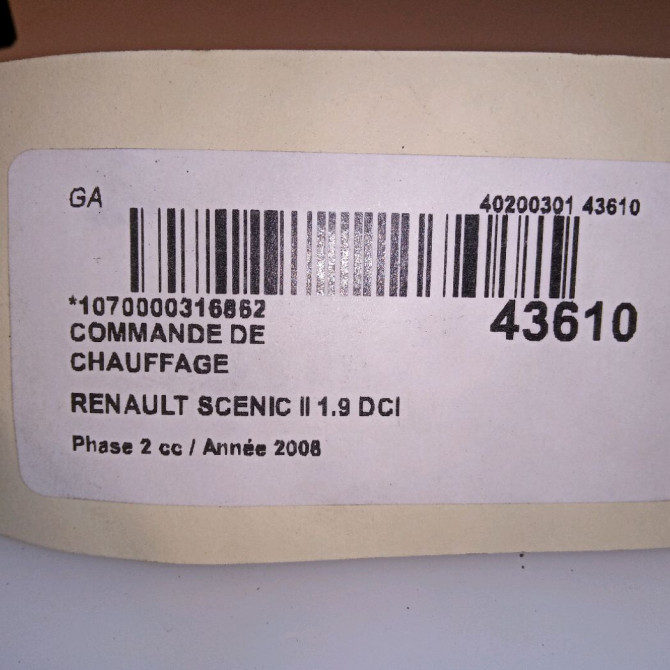 GA
40200301 43610
*1070000316862
43610
COMMANDE DE
CHAUFFAGE
RENAULT SCENIC II 1.9 DCI
Phase 2 cc / Année 2008